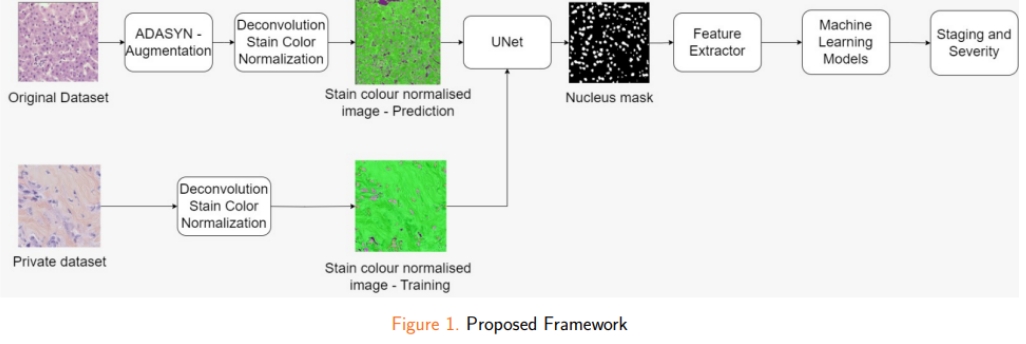 Original Dataset
ADASYN -
Augmentation
Deconvolution
Stain Color
Normalization
Stain colour normalised
image - Prediction
UNet
Nucleus mask
Feature
Extractor
Machine
Learning
Models
Staging and
Severity
Private dataset
Deconvolution
Stain Color
Normalization
Stain colour normalised
image - Training
Figure 1. Proposed Framework